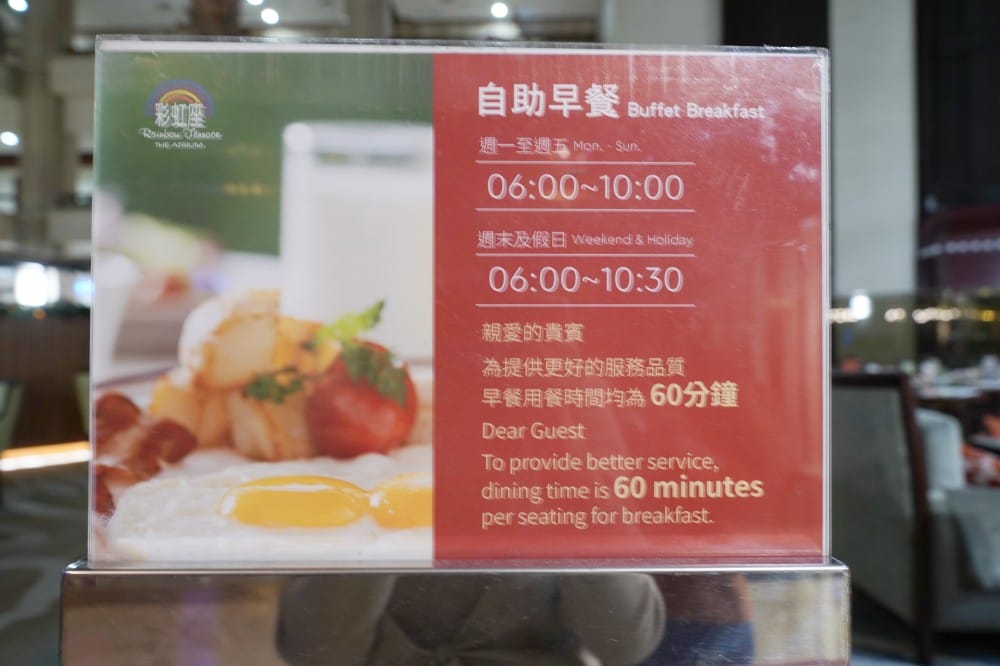 彩虹座
Rainbow Terrace
THE ATRIUM
自助早餐 Buffet Breakfast
週一至週五 Mon. - Sun.
06:00~10:00
週末及假日 Weekend & Holiday
06:00~10:30
親愛的貴賓
為提供更好的服務品質
早餐用餐時間均為 60分鐘
Dear Guest
To provide better service,
dining time is 60 minutes
per seating for breakfast.